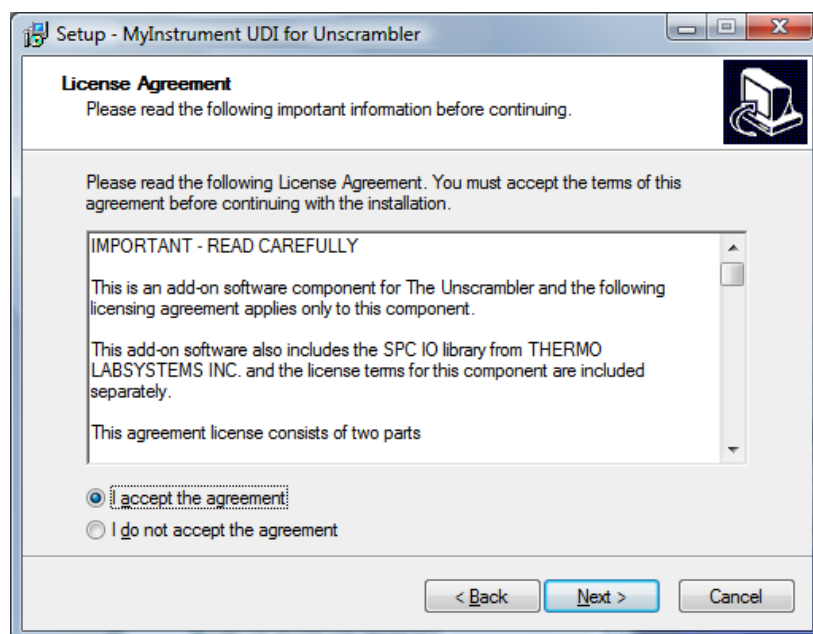 Setup - MyInstrument UDI for Unscrambler
License Agreement
Please read the following important information before continuing.
Please read the following License Agreement. You must accept the terms of this
agreement before continuing with the installation.
IMPORTANT - READ CAREFULLY
This is an add-on software component for The Unscrambler and the following
licensing agreement applies only to this component.
This add-on software also includes the SPC IO library from THERMO
LABSYSTEMS INC. and the license terms for this component are included
separately.
This agreement license consists of two parts
I accept the agreement
I do not accept the agreement
< Back Next > Cancel